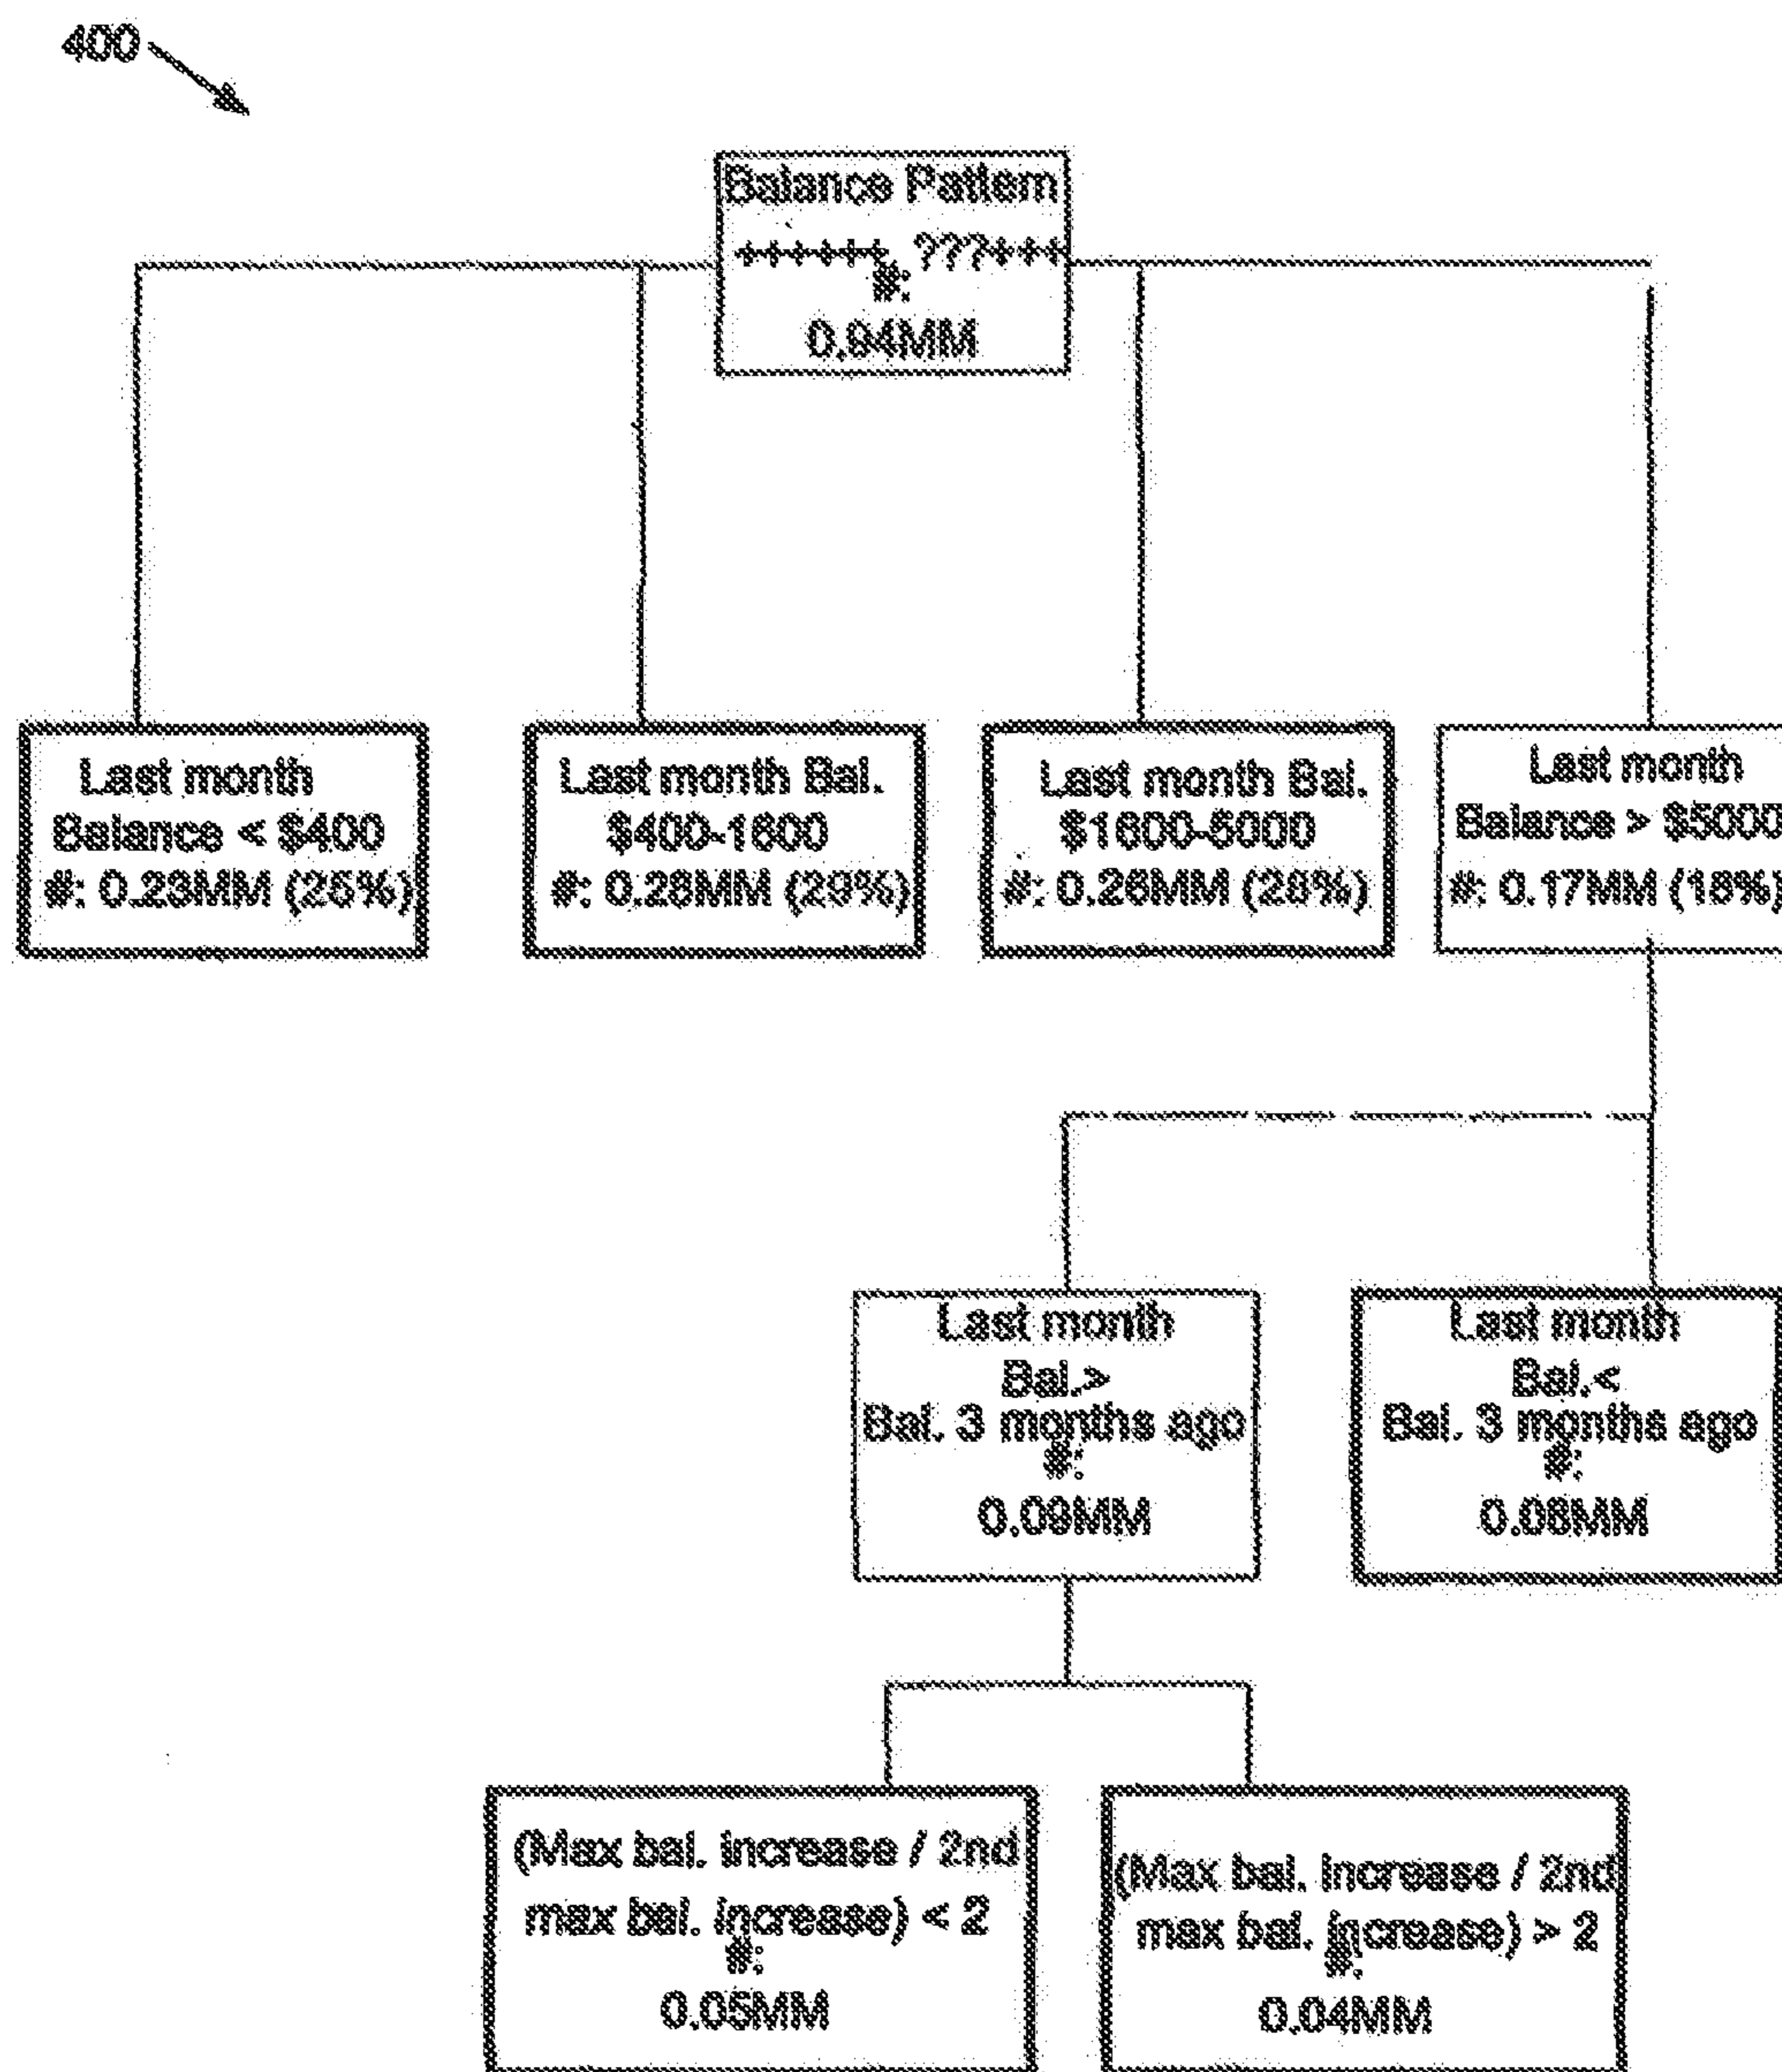 400
Balance Pattern
++++++, ???+++
#:
0.94MM
Last month
Balance < $400
#: 0.23MM (25%)
Last month Bal.
$400-1600
#: 0.28MM (29%)
Last month Bal.
$1600-5000
#: 0.26MM (28%)
Last month
Balance > $5000
#: 0.17MM (18%)
Last month
Bal.>
Bal. 3 months ago
#:
0.09MM
Last month
Bal.<
Bal. 3 months ago
#:
0.08MM
(Max bal. increase / 2nd
max bal. increase) < 2
#:
0.05MM
(Max bal. increase / 2nd
max bal. increase) > 2
#:
0.04MM